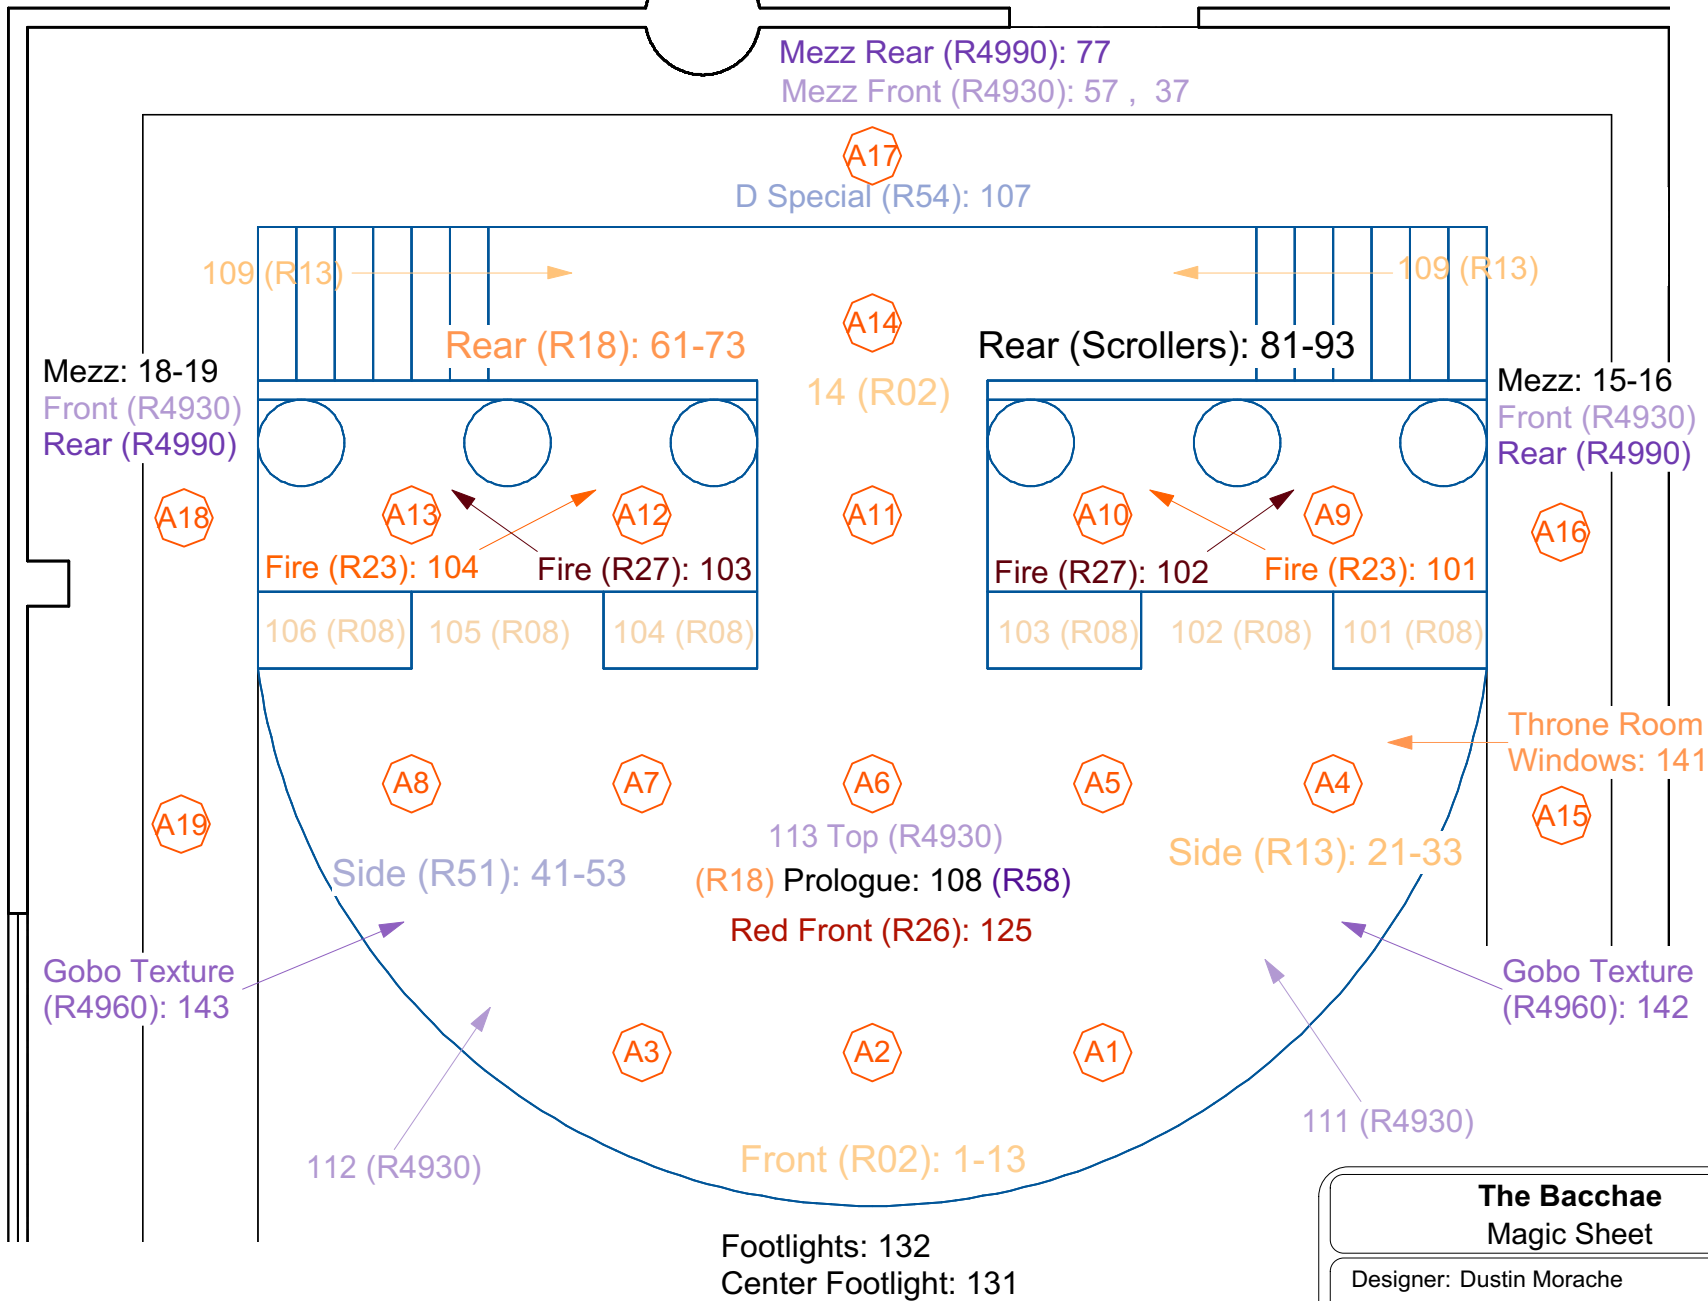 Mezz Rear (R4990): 77
Mezz Front (R4930): 57 , 37
A17
D Special (R54): 107
109 (R13)
109 (R13)
A14
Rear (R18): 61-73
Rear (Scrollers): 81-93
14 (R02)
Mezz: 18-19
Front (R4930)
Rear (R4990)
Mezz: 15-16
Front (R4930)
Rear (R4990)
A18
A13
A12
A11
A10
A9
A16
Fire (R23): 104
Fire (R27): 103
Fire (R27): 102
Fire (R23): 101
106 (R08)
105 (R08)
104 (R08)
103 (R08)
102 (R08)
101 (R08)
Throne Room
Windows: 141
A19
A8
A7
A6
A5
A4
A15
113 Top (R4930)
Side (R51): 41-53
Side (R13): 21-33
(R18) Prologue: 108 (R58)
Red Front (R26): 125
Gobo Texture
(R4960): 143
Gobo Texture
(R4960): 142
A3
A2
A1
112 (R4930)
111 (R4930)
Front (R02): 1-13
Footlights: 132
Center Footlight: 131
The Bacchae
Magic Sheet
Designer: Dustin Morache